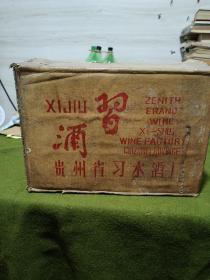 XIJIU
習
酒
ZENITH
BRAND
WINE
XI-SHUI
WINE FACTORY
贵州省习水酒厂